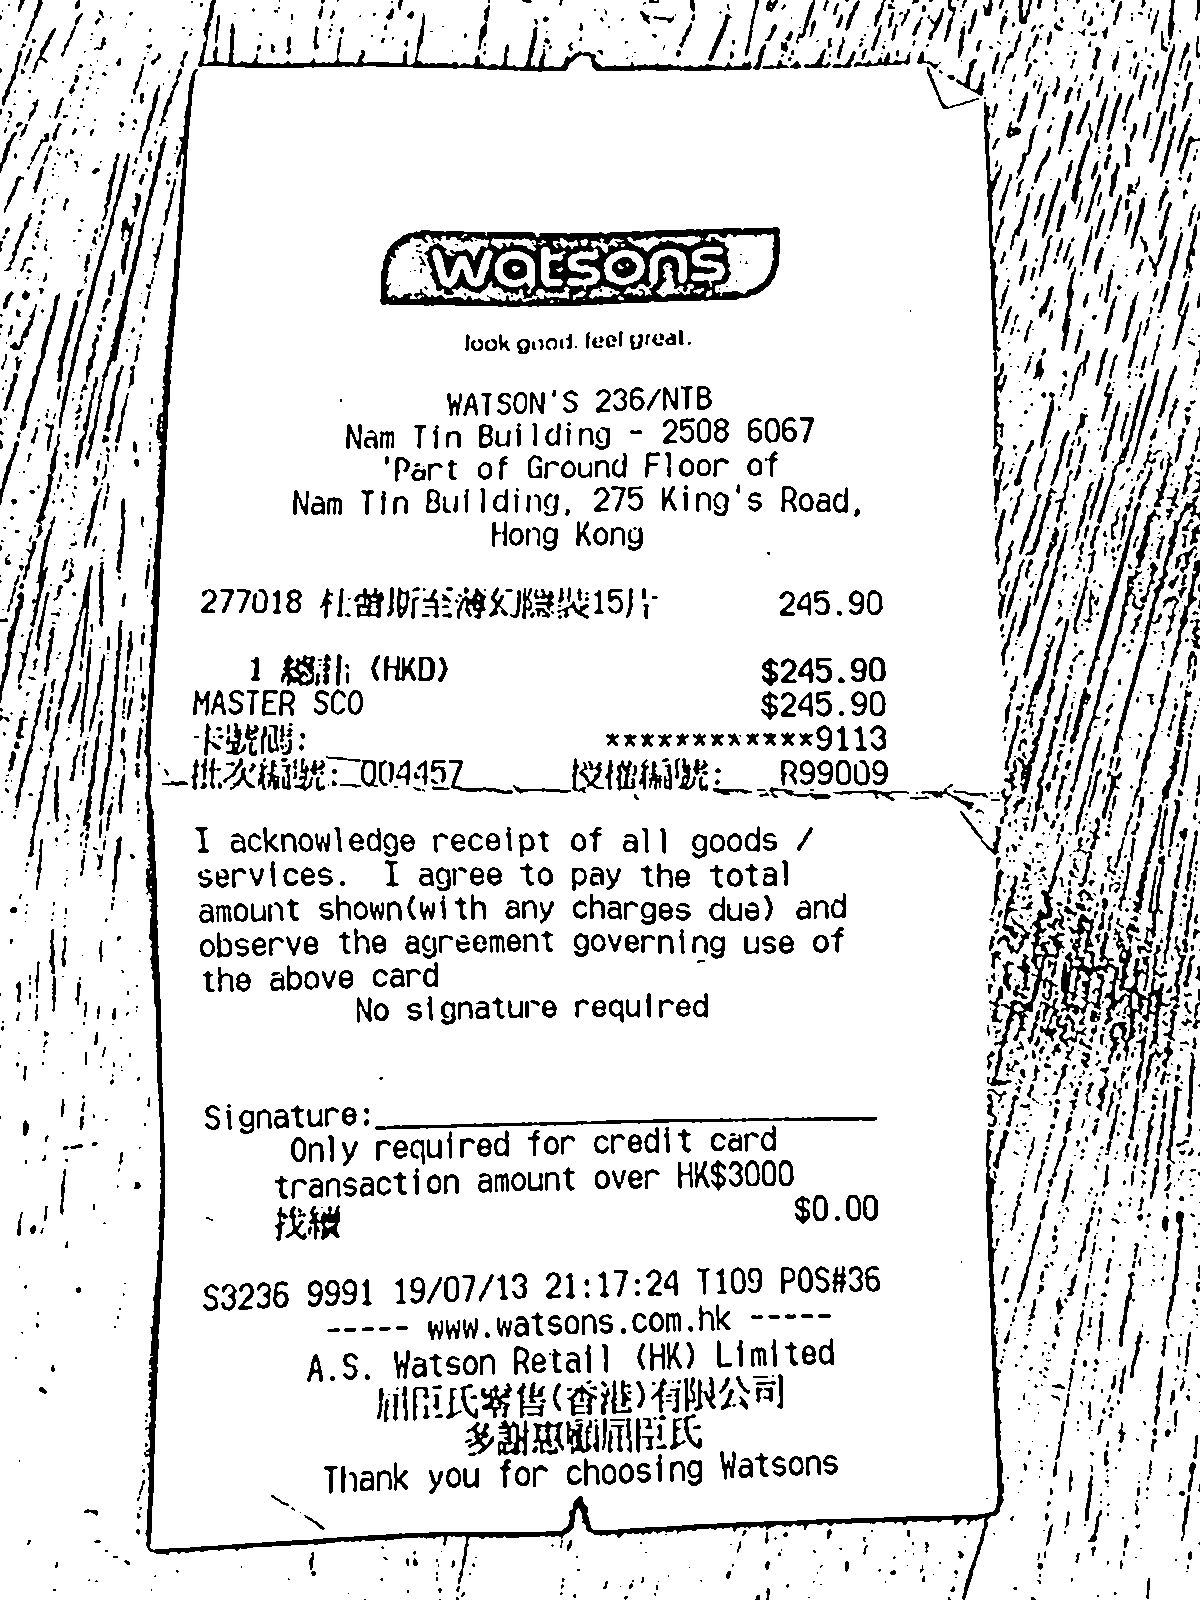 watsons
look good. feel great.
WATSON'S 236/NTB
Nam Tin Building - 2508 6067
'Part of Ground Floor of
Nam Tin Building, 275 King's Road,
Hong Kong
277018 杜蕾斯至薄幻隱裝15片 245.90
1 總計 (HKD) $245.90
MASTER SCO $245.90
卡號碼: ************9113
批次編號: 004457 授權編號: R99009
I acknowledge receipt of all goods /
services. I agree to pay the total
amount shown(with any charges due) and
observe the agreement governing use of
the above card
No signature required
Signature:
Only required for credit card
transaction amount over HK$3000
找續 $0.00
S3236 9991 19/07/13 21:17:24 T109 POS#36
----- www.watsons.com.hk -----
A.S. Watson Retail (HK) Limited
屈臣氏零售(香港)有限公司
多謝惠顧屈臣氏
Thank you for choosing Watsons